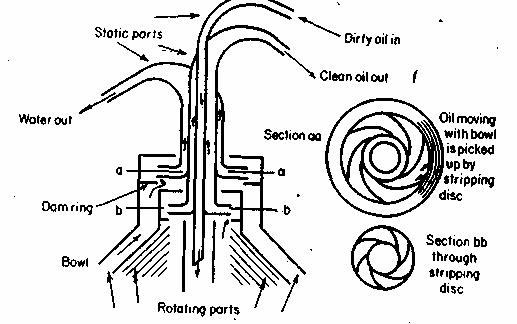 Static parts
Dirty oil in
Clean oil out
f
Water out
Section aa
Oil moving
with bowl
is picked
up by
stripping
disc
a
a
Dam ring
b
b
Section bb
through
stripping
disc
Bowl
Rotating parts